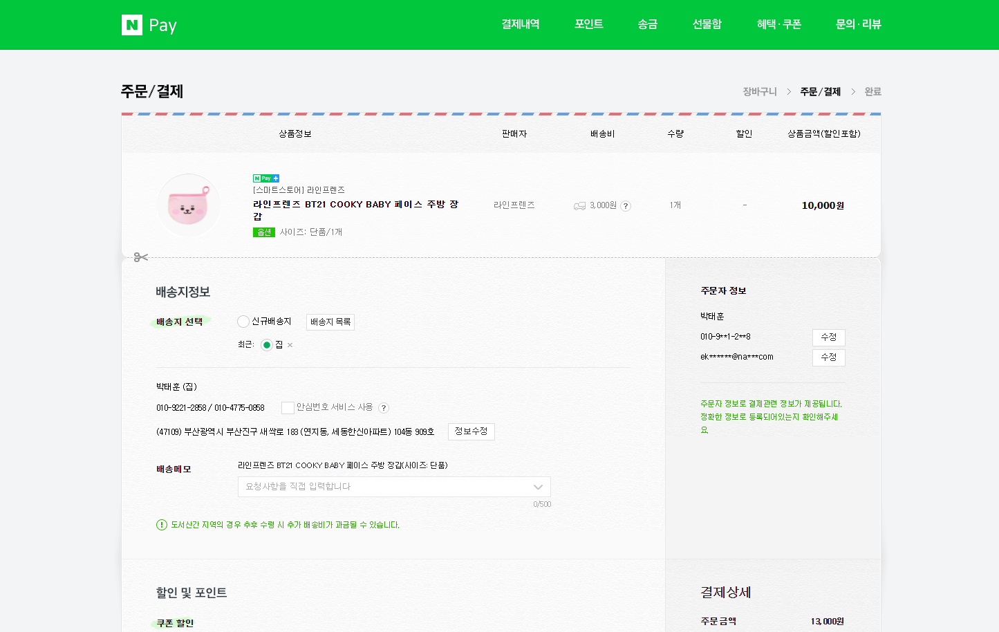 N Pay
결제내역
포인트
송금
선물함
혜택·쿠폰
문의·리뷰
주문/결제
장바구니 > 주문/결제 > 완료
상품정보
판매자
배송비
수량
할인
상품금액(할인포함)
N Pay +
[스마트스토어] 라인프렌즈
라인프렌즈 BT21 COOKY BABY 페이스 주방 장
갑
옵션 사이즈: 단품/1개
라인프렌즈
3,000원 ?
1개
-
10,000원
배송지정보
배송지 선택
신규배송지
배송지 목록
최근: 집 ×
박태훈 (집)
010-9221-2858 / 010-4775-0858
안심번호 서비스 사용 ?
(47109) 부산광역시 부산진구 새싹로 183 (연지동, 세동한신아파트) 104동 909호
정보수정
배송메모
라인프렌즈 BT21 COOKY BABY 페이스 주방 장갑(사이즈: 단품)
요청사항을 직접 입력합니다
0/500
! 도서산간 지역의 경우 추후 수령 시 추가 배송비가 과금될 수 있습니다.
주문자 정보
박태훈
010-9**1-2**8
수정
ek******@na***com
수정
주문자 정보로 결제관련 정보가 제공됩니다.
정확한 정보로 등록되어있는지 확인해주세
요.
할인 및 포인트
쿠폰 할인
결제상세
주문금액
13,000원